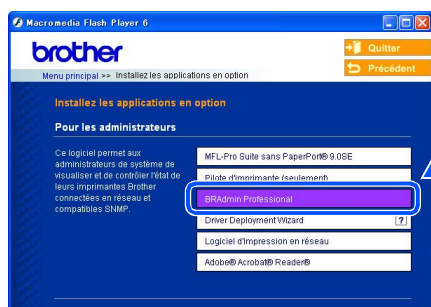 Macromedia Flash Player 6
brother
Quitter
Menu principal >> Installez les applications en option
Précédent
Installez les applications en option
Pour les administrateurs
Ce logiciel permet aux
administrateurs de système de
visualiser et de contrôler l'état de
leurs imprimantes Brother
connectées en réseau et
compatibles SNMP.
MFL-Pro Suite sans PaperPort® 9.0SE
Pilote d'imprimante (seulement)
BRAdmin Professional
Driver Deployment Wizard
?
Logiciel d'impression en réseau
Adobe® Acrobat® Reader®